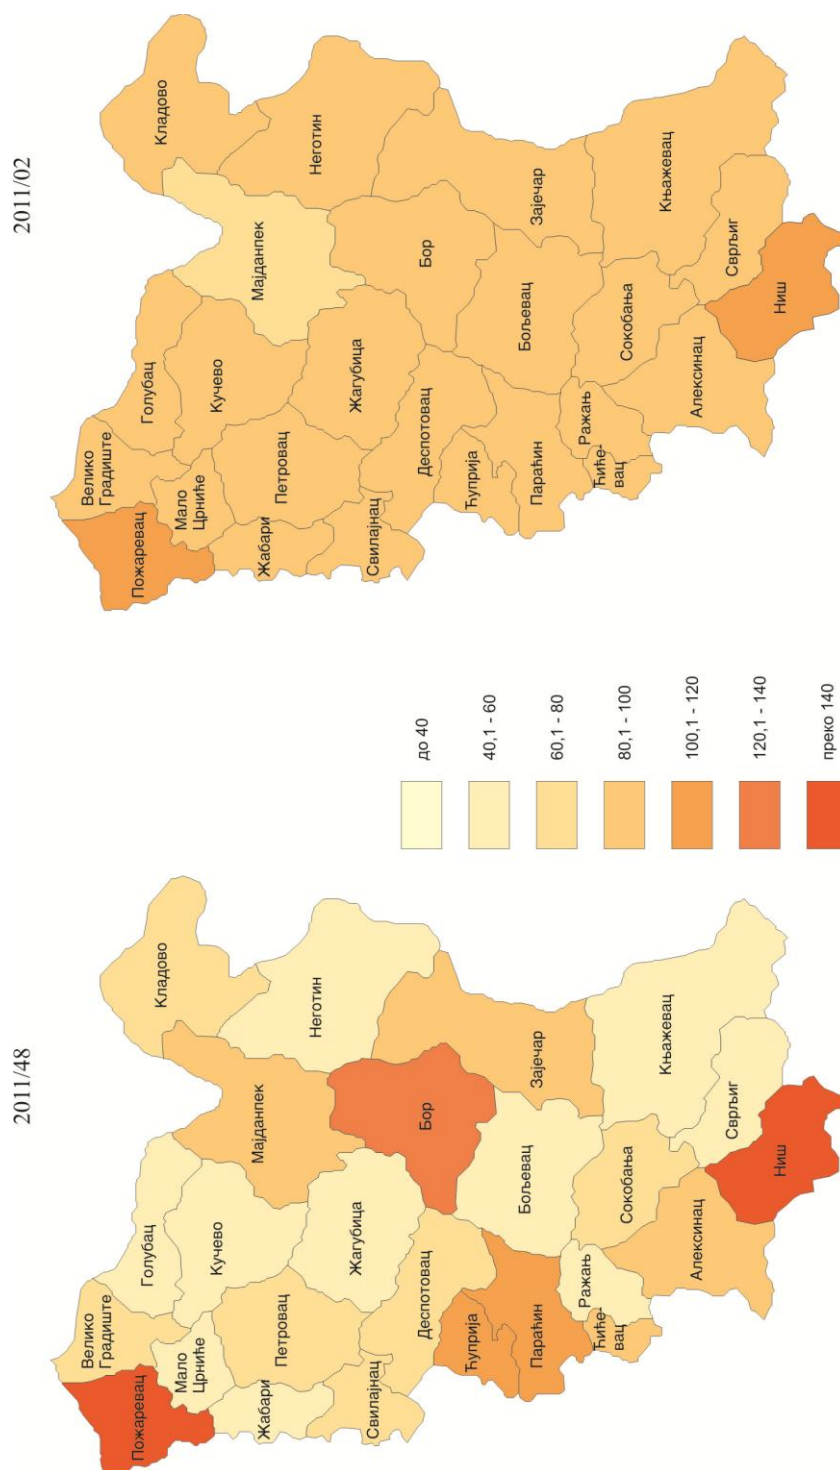 2011/48
Пожаревац
Велико
Градиште
Голубац
Мало
Црниће
Кучево
Жабари
Петровац
Мајданпек
Кладово
Неготин
Жагубица
Бор
Свилајнац
Деспотовац
Ћуприја
Параћин
Бољевац
Зајечар
Ражањ
Ћиће-
вац
Сокобања
Књажевац
Алексинац
Сврљиг
Ниш
до 40
40,1 - 60
60,1 - 80
80,1 - 100
100,1 - 120
120,1 - 140
преко 140
2011/02
Пожаревац
Велико
Градиште
Голубац
Мало
Црниће
Кучево
Жабари
Петровац
Мајданпек
Кладово
Неготин
Жагубица
Бор
Свилајнац
Деспотовац
Ћуприја
Параћин
Бољевац
Зајечар
Ражањ
Ћиће-
вац
Сокобања
Књажевац
Алексинац
Сврљиг
Ниш